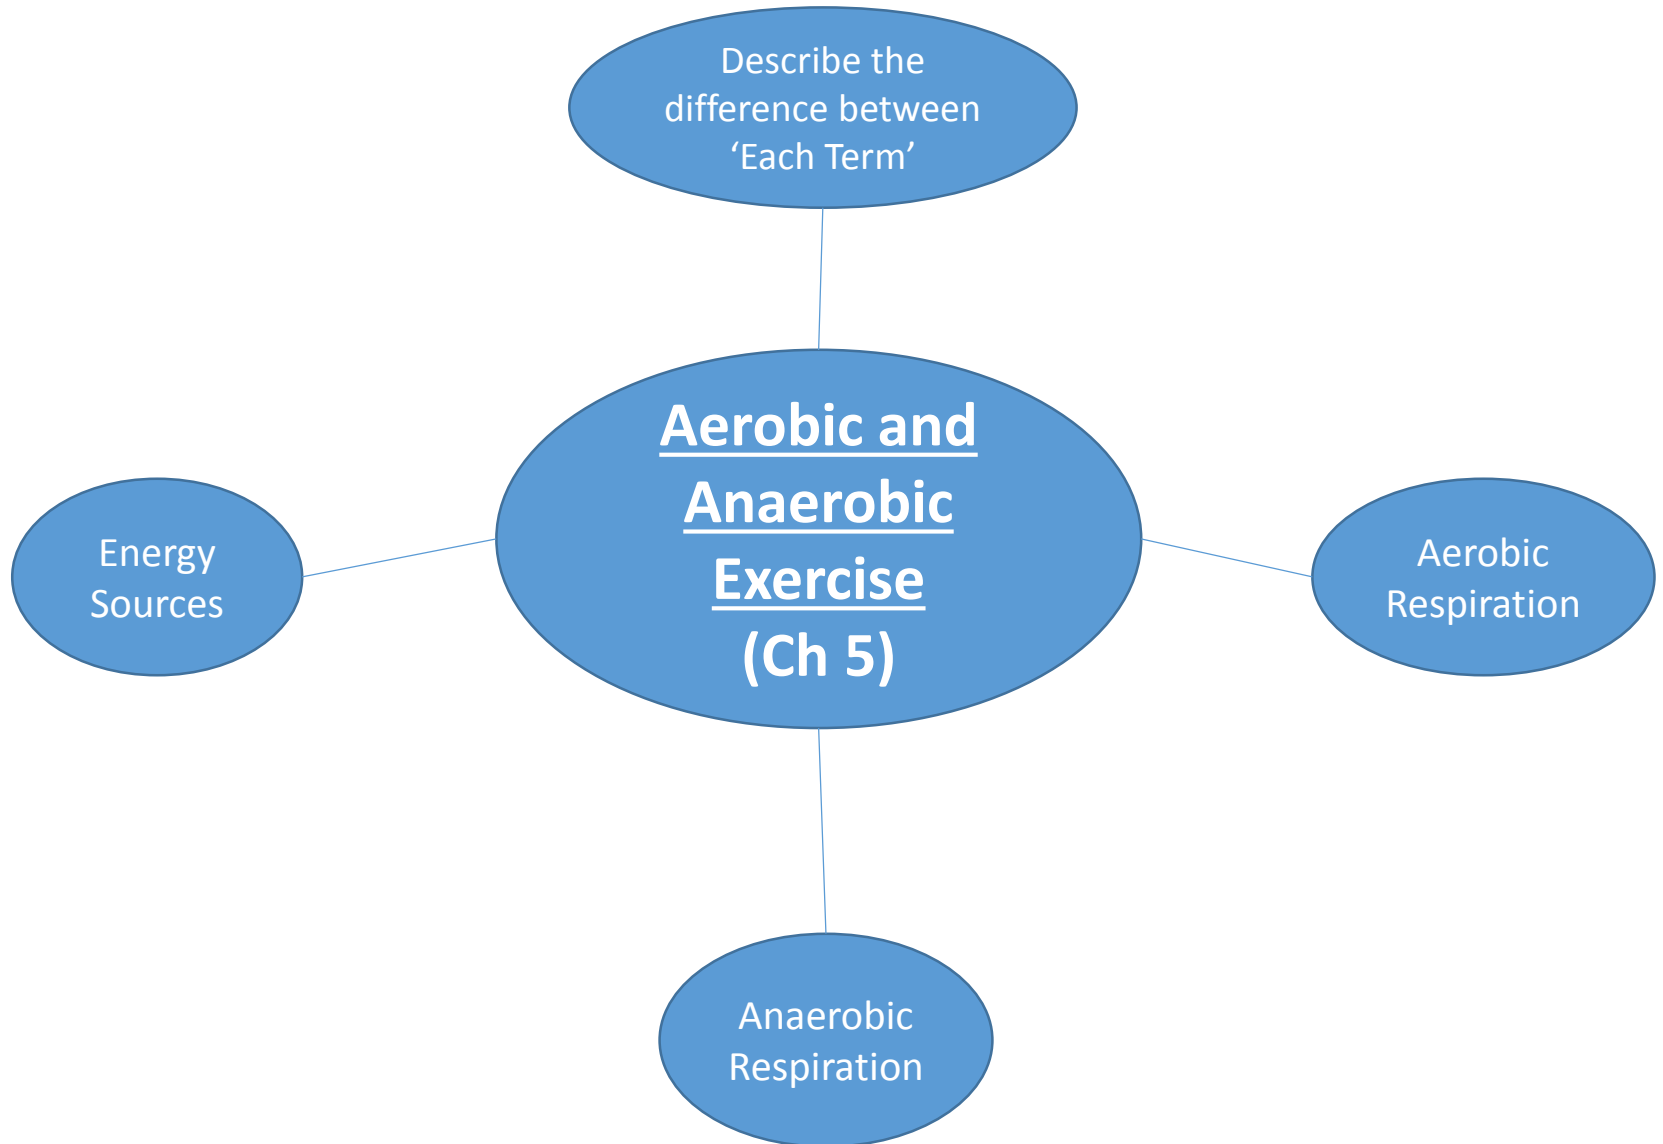 Describe the
difference between
‘Each Term’
Aerobic and
Anaerobic
Exercise
(Ch 5)
Energy
Sources
Aerobic
Respiration
Anaerobic
Respiration